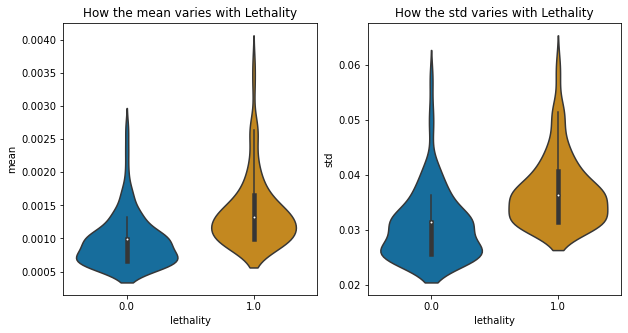 How the mean varies with Lethality
0.0040
0.0035
0.0030
0.0025
0.0020
0.0015
0.0010
0.0005
mean
0.0
1.0
lethality
How the std varies with Lethality
0.06
0.05
0.04
0.03
0.02
std
0.0
1.0
lethality